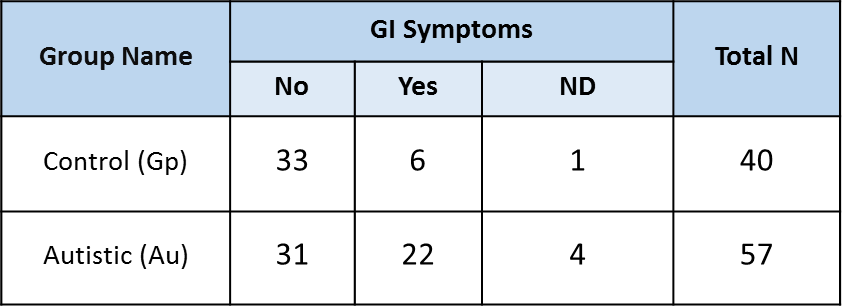 Group Name GI Symptoms Total N
No Yes ND
Control (Gp) 33 6 1 40
Autistic (Au) 31 22 4 57